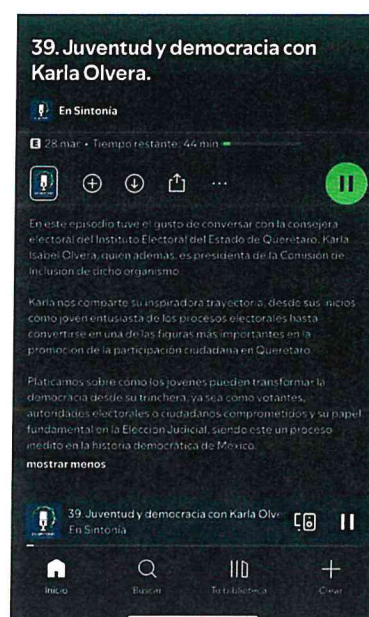 39. Juventud y democracia con
Karla Olvera.
En Sintonía
E 28 mar • Tiempo restante: 44 min
En este episodio tuve el gusto de conversar con la consejera
electoral del Instituto Electoral del Estado de Querétaro, Karla
Isabel Olvera, quien además, es presidenta de la Comisión de
Inclusión de dicho organismo.
Karla nos comparte su inspiradora trayectoria, desde sus inicios
como joven entusiasta de los procesos electorales hasta
convertirse en una de las figuras más importantes en la
promoción de la participación ciudadana en Querétaro.
Platicamos sobre cómo los jóvenes pueden transformar la
democracia desde su trinchera, ya sea como votantes,
autoridades electorales o ciudadanos comprometidos y su papel
fundamental en la Elección Judicial, siendo este un proceso
inédito en la historia democrática de México.
mostrar menos
39. Juventud y democracia con Karla Olve
En Sintonía
Inicio
Buscar
Tu biblioteca
Crear